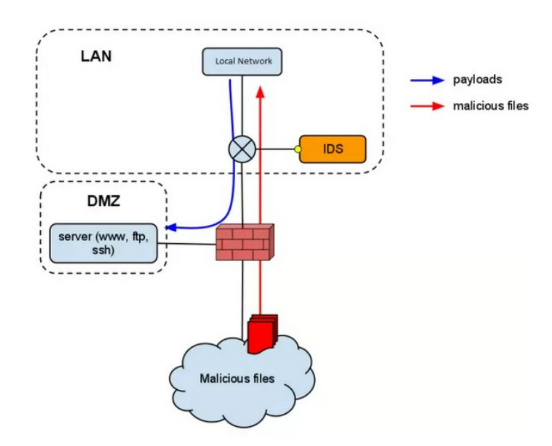 LAN
Local Network
payloads
malicious files
IDS
DMZ
server (www, ftp,
ssh)
Malicious files